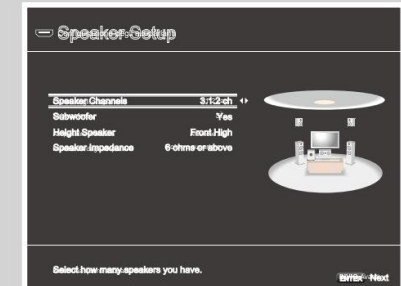 Speaker Setup
Speaker Channels 3.1.2 ch
Subwoofer Yes
Height Speaker Front High
Speaker Impedance 6 ohms or above
Select how many speakers you have.
ENTER Next